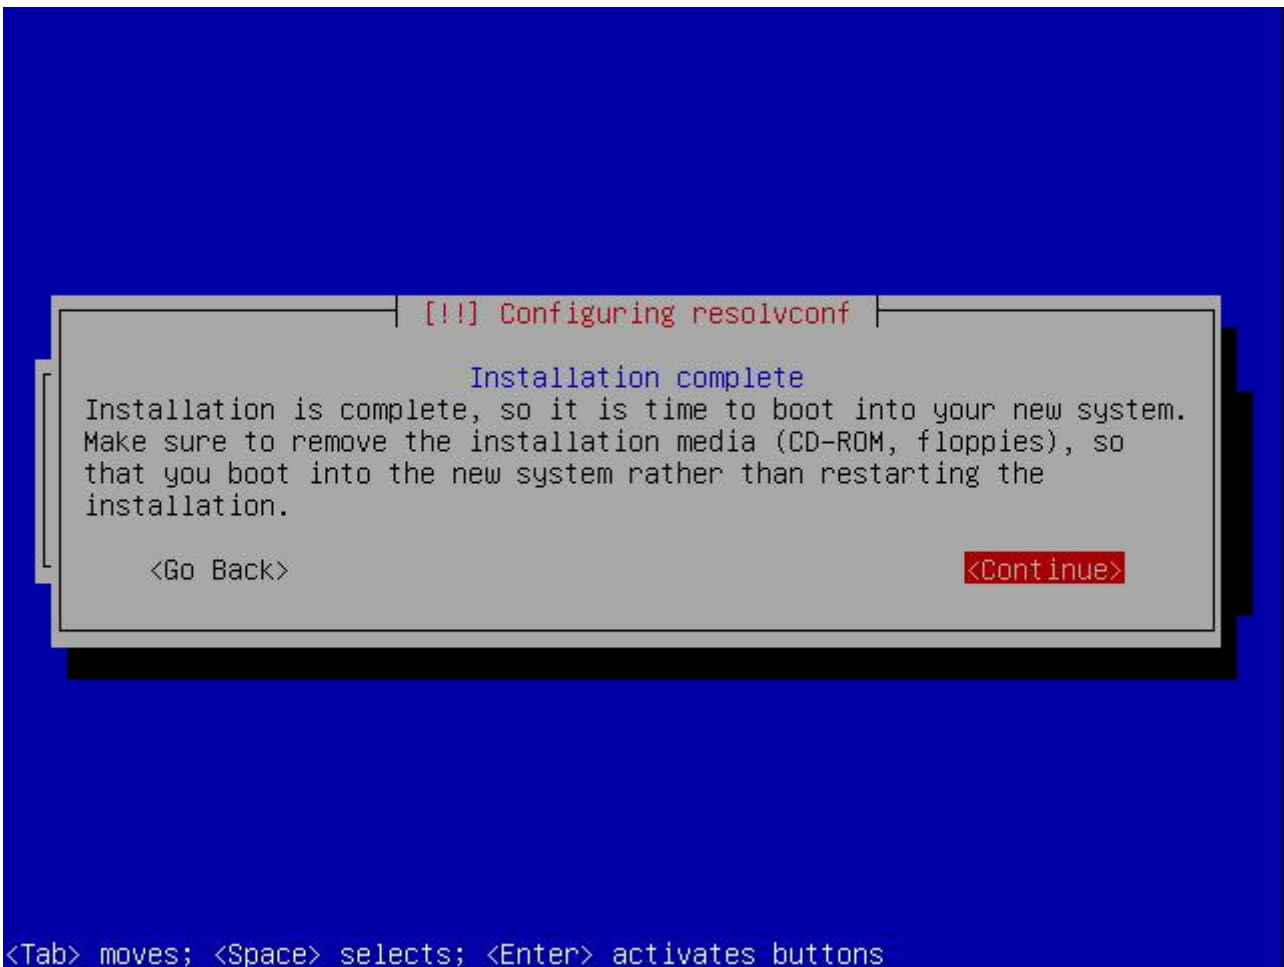 [!!] Configuring resolvconf
Installation complete
Installation is complete, so it is time to boot into your new system.
Make sure to remove the installation media (CD-ROM, floppies), so
that you boot into the new system rather than restarting the
installation.
<Go Back> <Continue>
<Tab> moves; <Space> selects; <Enter> activates buttons